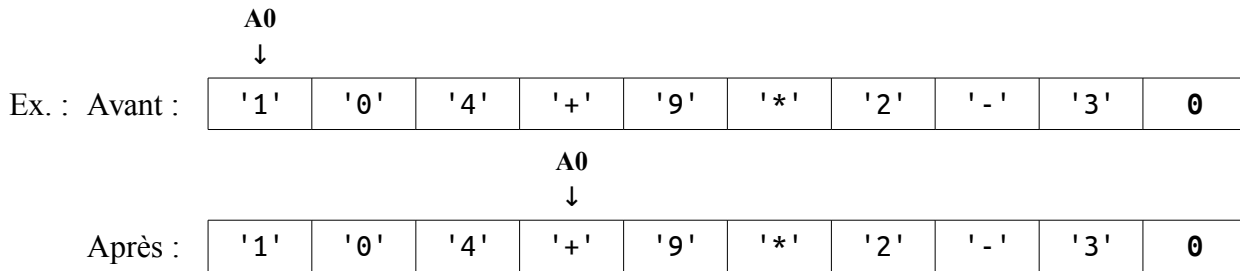 A0
↓
Ex. : Avant : '1' '0' '4' '+' '9' '*' '2' '-' '3' 0
A0
↓
Après : '1' '0' '4' '+' '9' '*' '2' '-' '3' 0